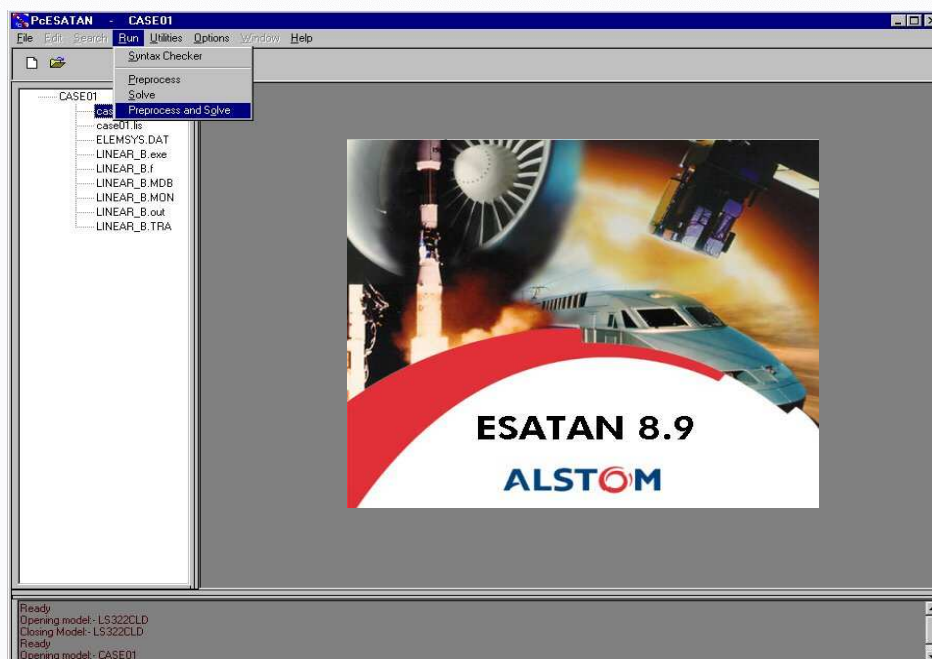 PcESATAN - CASE01
File Edit Search Run Utilities Options Window Help
Syntax Checker
Preprocess
Solve
Preprocess and Solve
CASE01
cas
case01.lis
ELEMSYS.DAT
LINEAR_B.exe
LINEAR_B.f
LINEAR_B.MDB
LINEAR_B.MON
LINEAR_B.out
LINEAR_B.TRA
ESATAN 8.9
ALSTOM
Ready
Opening model:- LS322CLD
Closing Model:- LS322CLD
Ready
Opening model:- CASE01